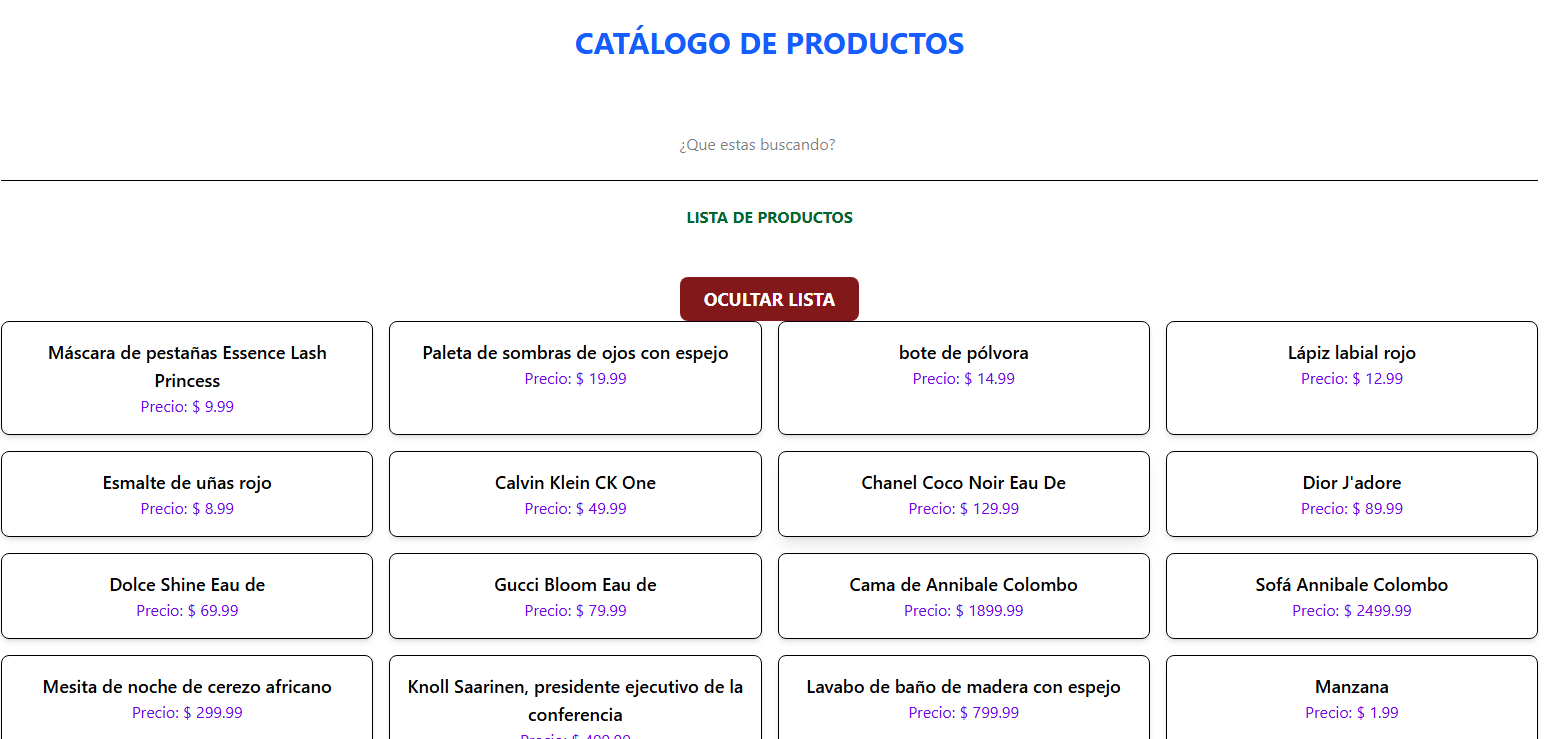 CATÁLOGO DE PRODUCTOS
¿Que estas buscando?
LISTA DE PRODUCTOS
OCULTAR LISTA
Máscara de pestañas Essence Lash
Princess
Precio: $ 9.99
Paleta de sombras de ojos con espejo
Precio: $ 19.99
bote de pólvora
Precio: $ 14.99
Lápiz labial rojo
Precio: $ 12.99
Esmalte de uñas rojo
Precio: $ 8.99
Calvin Klein CK One
Precio: $ 49.99
Chanel Coco Noir Eau De
Precio: $ 129.99
Dior J'adore
Precio: $ 89.99
Dolce Shine Eau de
Precio: $ 69.99
Gucci Bloom Eau de
Precio: $ 79.99
Cama de Annibale Colombo
Precio: $ 1899.99
Sofá Annibale Colombo
Precio: $ 2499.99
Mesita de noche de cerezo africano
Precio: $ 299.99
Knoll Saarinen, presidente ejecutivo de la
conferencia
Precio: $ 499.99
Lavabo de baño de madera con espejo
Precio: $ 799.99
Manzana
Precio: $ 1.99